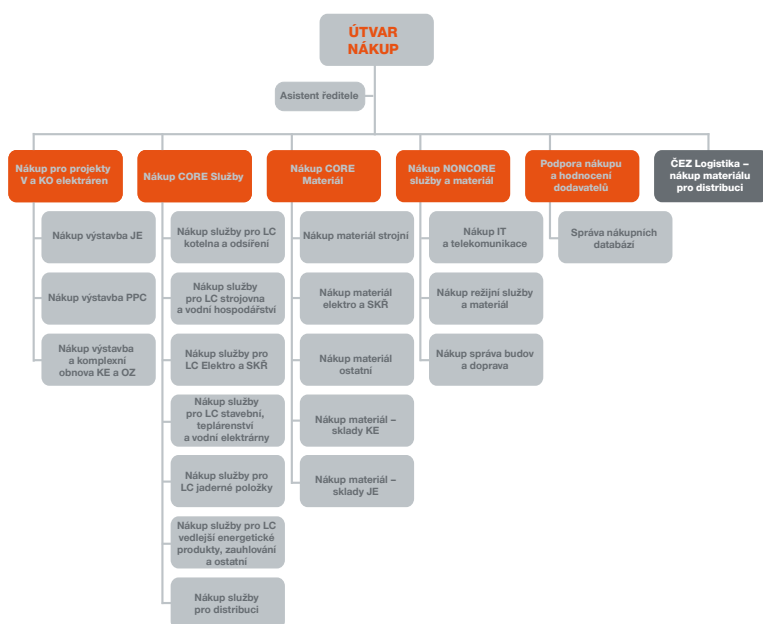 ÚTVAR
NÁKUP
Asistent ředitele
Nákup pro projekty
V a KO elektráren
Nákup CORE Služby
Nákup CORE
Materiál
Nákup NONCORE
služby a materiál
Podpora nákupu
a hodnocení
dodavatelů
ČEZ Logistika –
nákup materiálu
pro distribuci
Nákup výstavba JE
Nákup výstavba PPC
Nákup výstavba
a komplexní
obnova KE a OZ
Nákup služby pro LC
kotelna a odsíření
Nákup služby
pro LC strojovna
a vodní hospodářství
Nákup služby pro
LC Elektro a SKŘ
Nákup služby
pro LC stavební,
teplárenství
a vodní elektrárny
Nákup služby pro
LC jaderné položky
Nákup služby pro LC
vedlejší energetické
produkty, zauhlování
a ostatní
Nákup služby
pro distribuci
Nákup materiál strojní
Nákup materiál
elektro a SKŘ
Nákup materiál
ostatní
Nákup materiál –
sklady KE
Nákup materiál –
sklady JE
Nákup IT
a telekomunikace
Nákup režijní služby
a materiál
Nákup správa budov
a doprava
Správa nákupních
databází